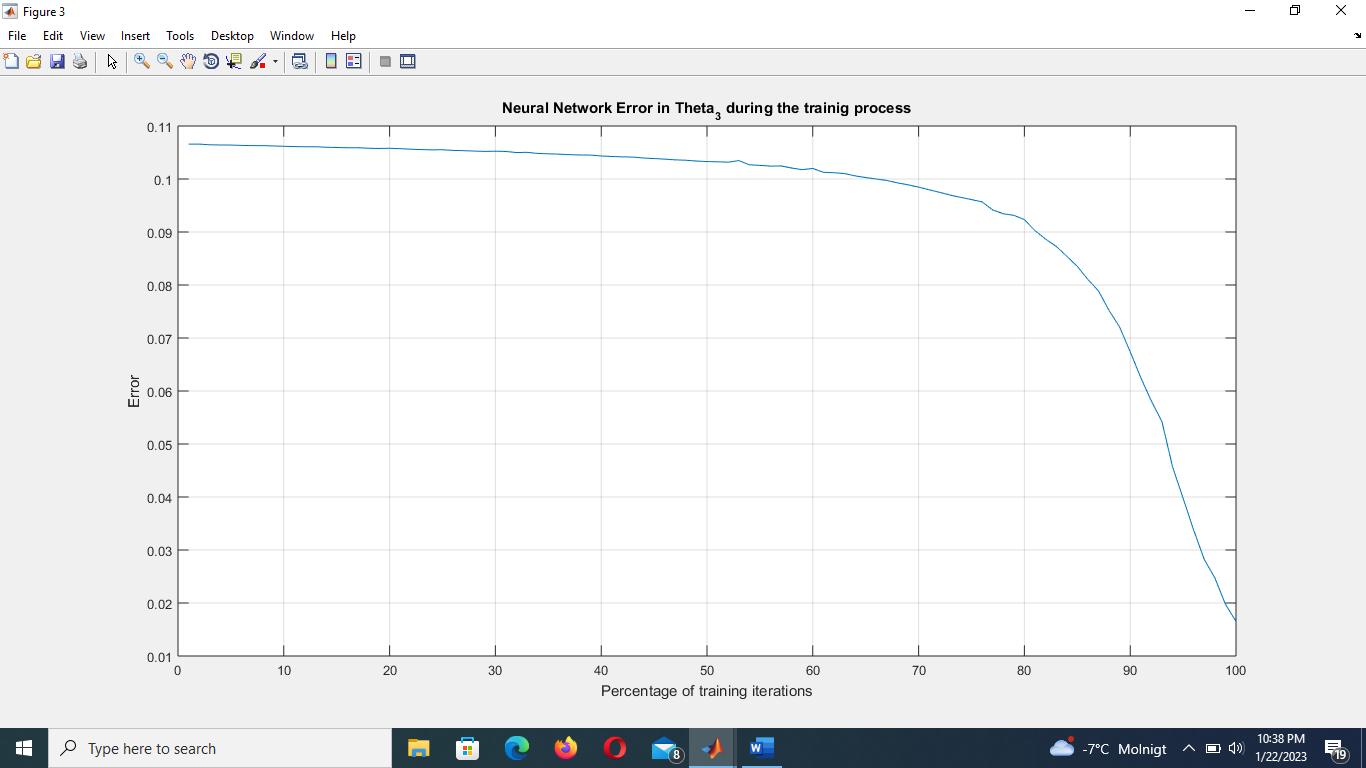 Figure 3
File Edit View Insert Tools Desktop Window Help
Neural Network Error in Theta3 during the trainig process
0.11
0.1
0.09
0.08
0.07
0.06
0.05
0.04
0.03
0.02
0.01
Error
0 10 20 30 40 50 60 70 80 90 100
Percentage of training iterations
Type here to search
8
W
-7°C Molnigt
10:38 PM
1/22/2023
19